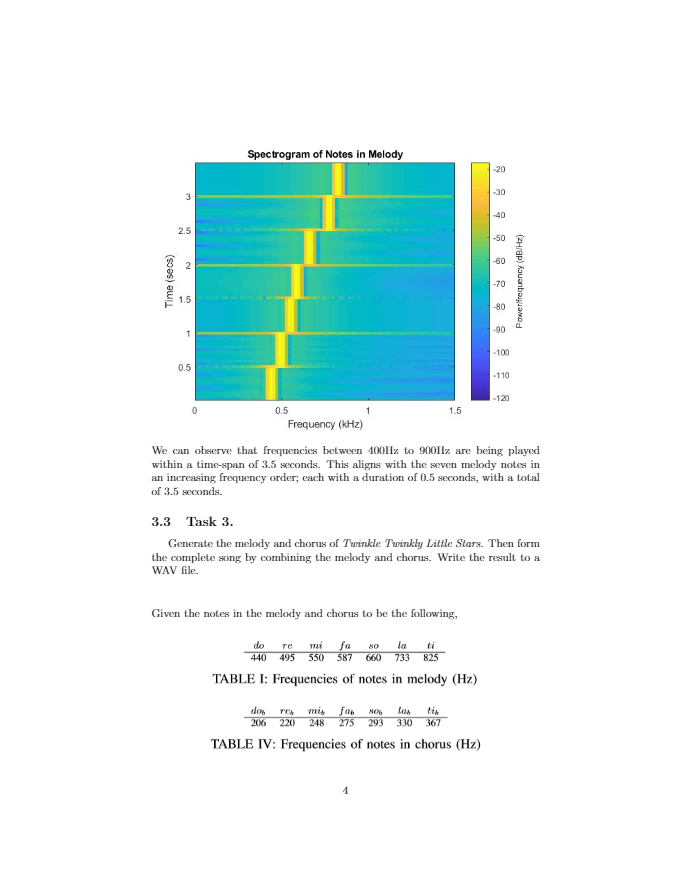 Spectrogram of Notes in Melody
3
2.5
2
1.5
1
0.5
Time (secs)
0 0.5 1 1.5
Frequency (kHz)
-20
-30
-40
-50
-60
-70
-80
-90
-100
-110
-120
Power/frequency (dB/Hz)
We can observe that frequencies between 400Hz to 900Hz are being played
within a time-span of 3.5 seconds. This aligns with the seven melody notes in
an increasing frequency order; each with a duration of 0.5 seconds, with a total
of 3.5 seconds.
3.3 Task 3.
Generate the melody and chorus of Twinkle Twinkly Little Stars. Then form
the complete song by combining the melody and chorus. Write the result to a
WAV file.
Given the notes in the melody and chorus to be the following,
do re mi fa so la ti
440 495 550 587 660 733 825
TABLE I: Frequencies of notes in melody (Hz)
do_b re_b mi_b fa_b so_b la_b ti_b
206 220 248 275 293 330 367
TABLE IV: Frequencies of notes in chorus (Hz)
4